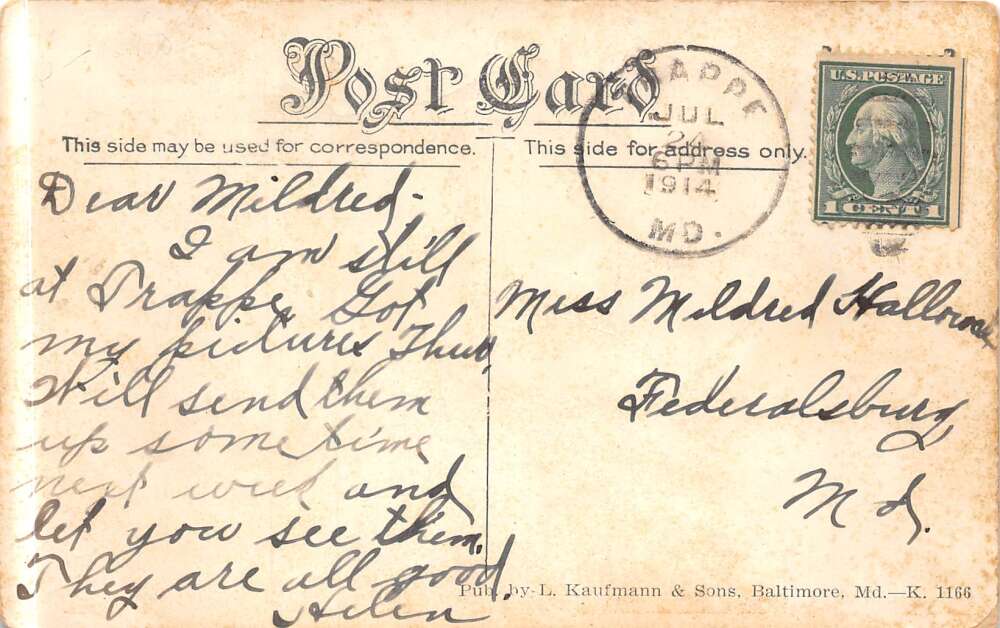 Post Card
This side may be used for correspondence.
This side for address only.
TRAPPE
JUL
24
6 PM
1914
MD.
U.S. POSTAGE
1 CENT 1
Dear Mildred,
I am still
at Trappe, Got
my pictures Thur,
Will send them
up some time
next week and
let you see them.
They are all good,
Helen
Miss Mildred
Federalsburg,
Md.
Pub. by L. Kaufmann & Sons, Baltimore, Md.—K. 1166